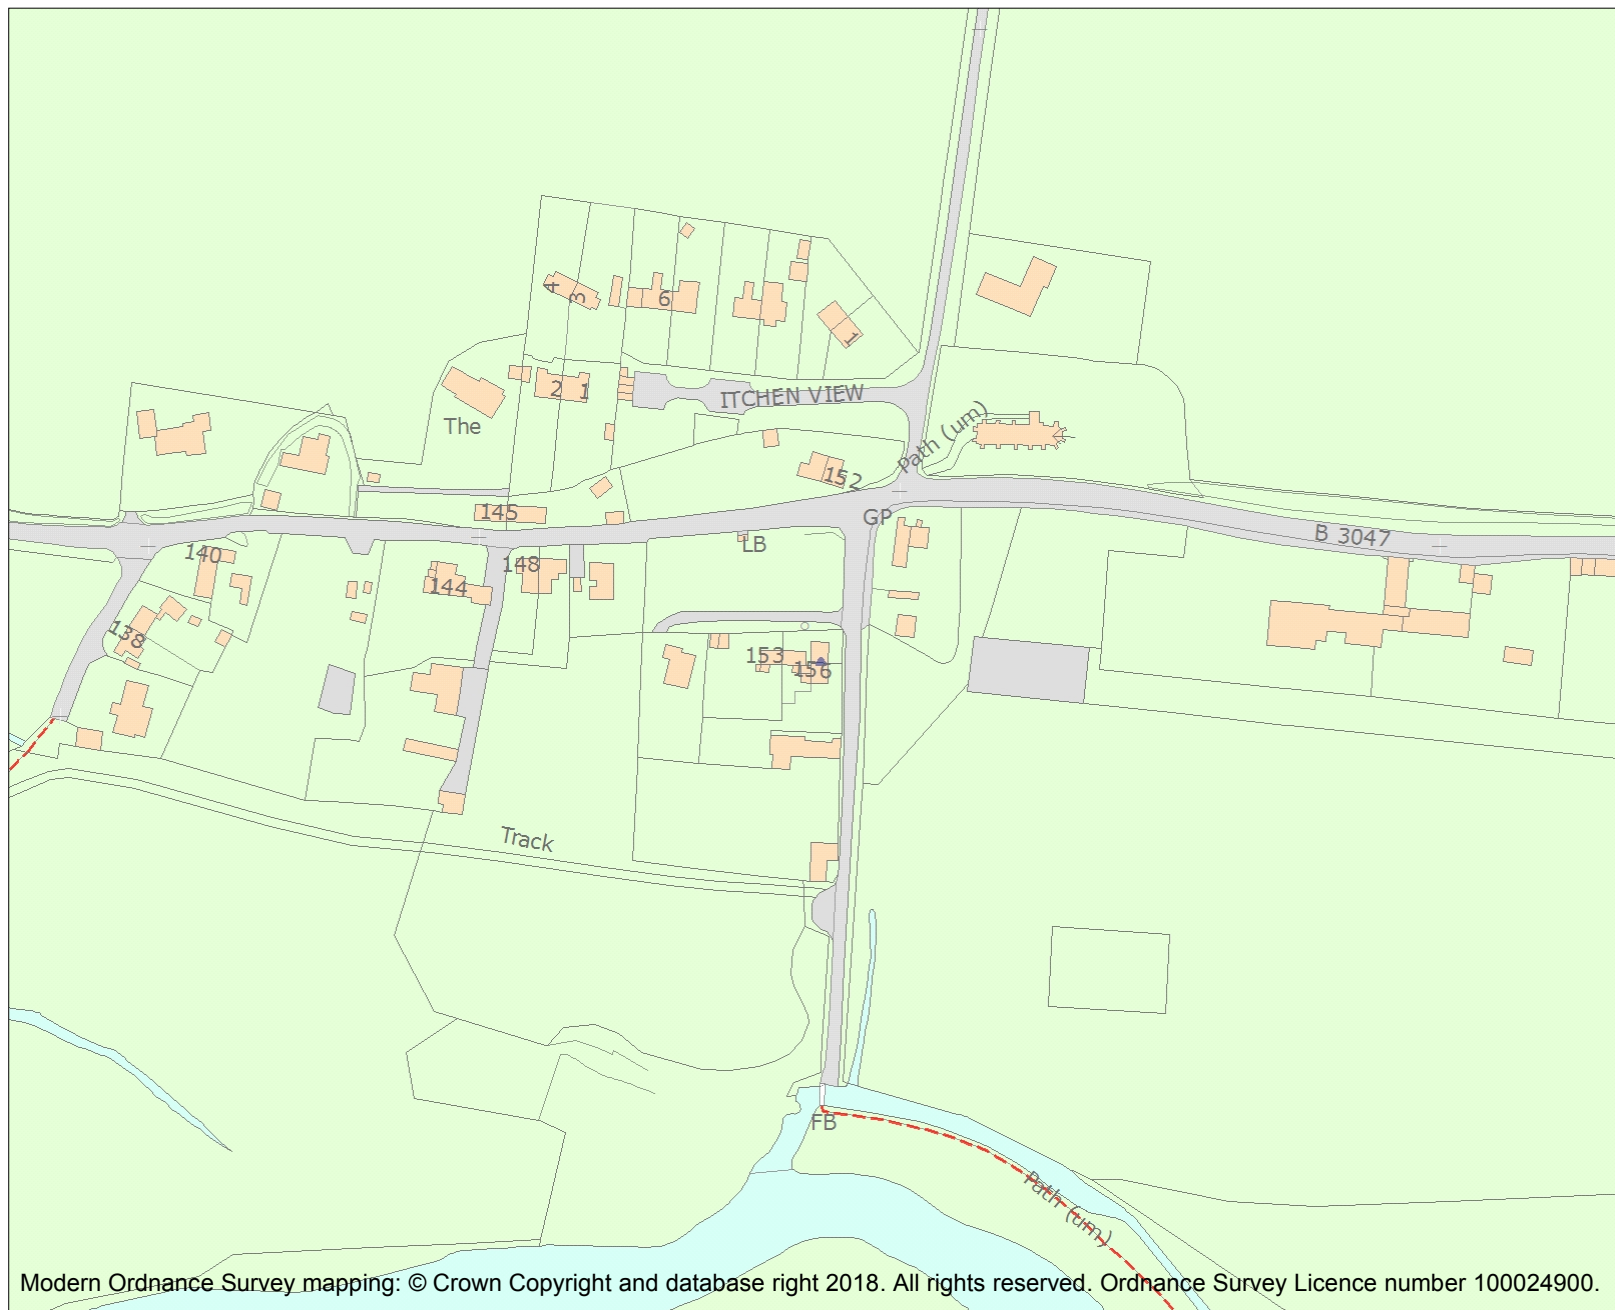 4
3
6
1
2
1
ITCHEN VIEW
The
Path (um)
152
145
GP
LB
B 3047
140
148
144
138
153
156
Track
FB
Path (um)
Modern Ordnance Survey mapping: © Crown Copyright and database right 2018. All rights reserved. Ordnance Survey Licence number 100024900.